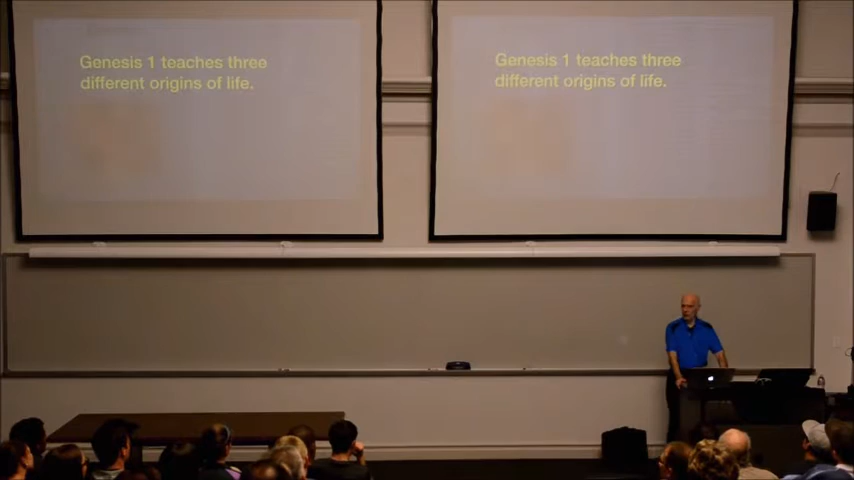 Genesis 1 teaches three
different origins of life.
Genesis 1 teaches three
different origins of life.